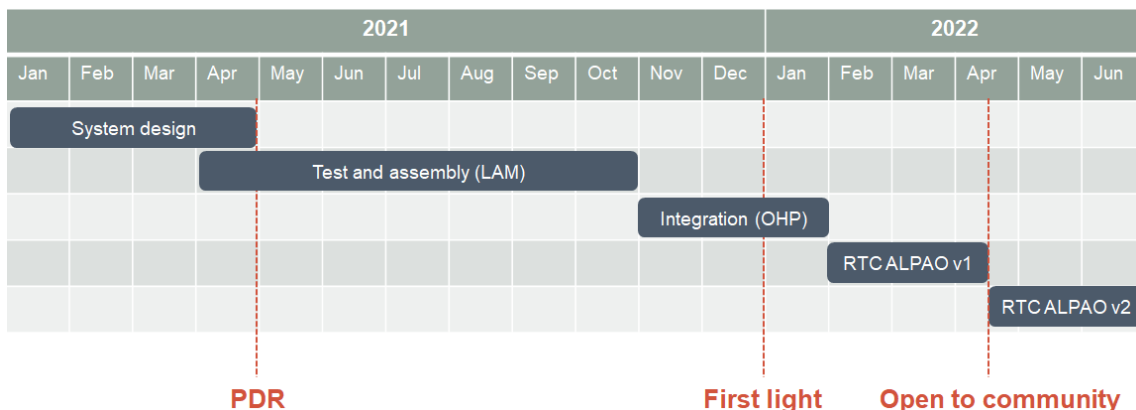 2021 2022
Jan Feb Mar Apr May Jun Jul Aug Sep Oct Nov Dec Jan Feb Mar Apr May Jun
System design
Test and assembly (LAM)
Integration (OHP)
RTC ALPAO v1
RTC ALPAO v2
PDR First light Open to community